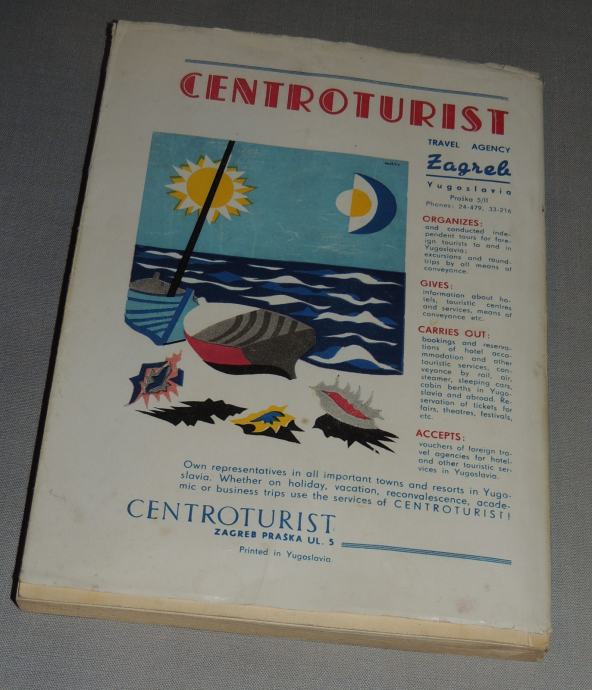 CENTROTURIST
TRAVEL AGENCY
Zagreb
Yugoslavia
Praška 5/II
Phones: 24-479, 33-216
ORGANIZES:
and conducted inde-
pendent tours for fore-
ign tourists to and in
Yugoslavia;
excursions and round-
trips by all means of
conveyance.
GIVES:
information about ho-
tels, touristic centres
and services, means of
conveyance etc.
CARRIES OUT:
bookings and reserva-
tions of hotel acco-
mmodation and other
touristic services, con-
veyance by rail, air,
steamer, sleeping cars,
cabin berths in Yugo-
slavia and abroad. Re-
servation of tickets for
fairs, theatres, festivals,
etc.
ACCEPTS:
vouchers of foreign tra-
vel agencies for hotel-
and other touristic ser-
vices in Yugoslavia.
Own representatives in all important towns and resorts in Yugo-
slavia. Whether on holiday, vacation, reconvalescence, acade-
mic or business trips use the services of CENTROTURIST!
CENTROTURIST
ZAGREB PRAŠKA UL. 5
Printed in Yugoslavia